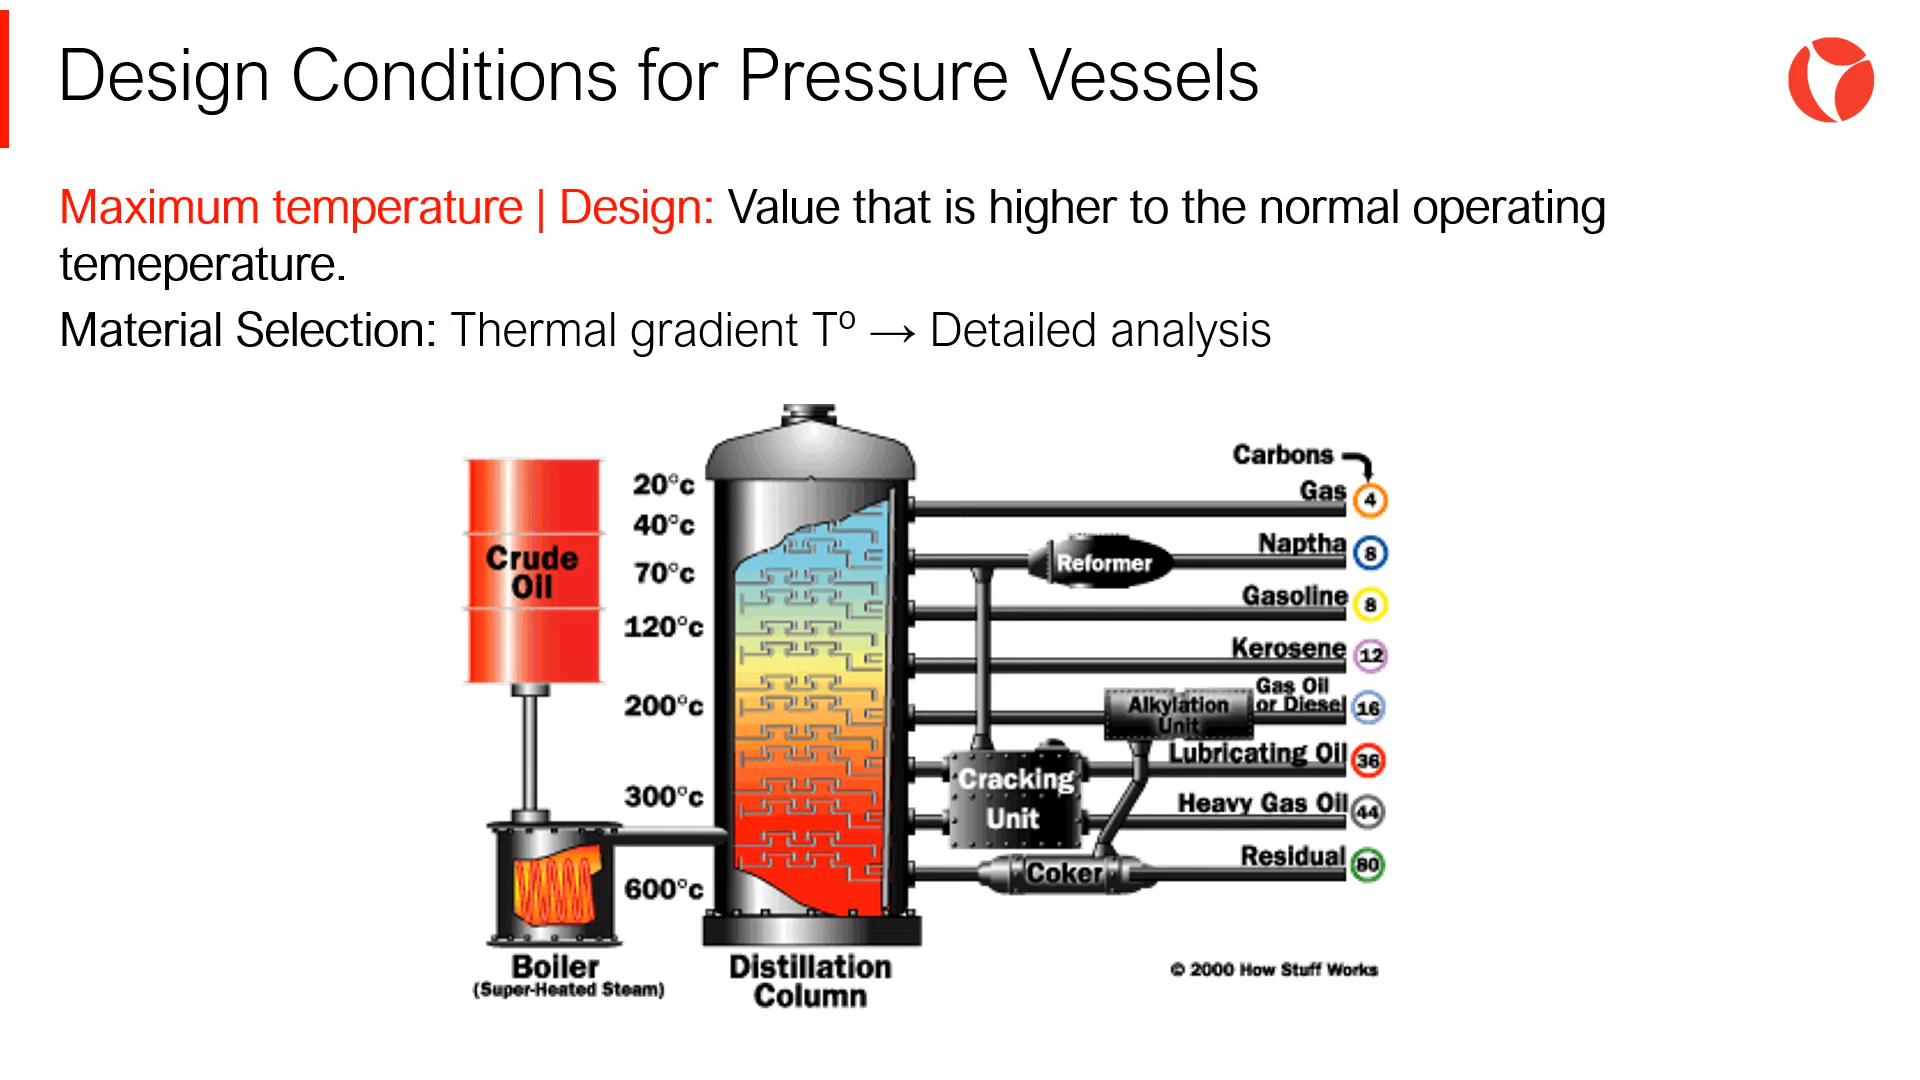 Design Conditions for Pressure Vessels
Maximum temperature | Design: Value that is higher to the normal operating
temeperature.
Material Selection: Thermal gradient Tº → Detailed analysis
Carbons
20°c
Gas 4
40°c
Crude
Oil
Naptha 8
Reformer
70°c
Gasoline 8
120°c
Kerosene 12
200°c
Alkylation
Unit
Gas Oil
or Diesel 16
Lubricating Oil 36
Cracking
Unit
300°c
Heavy Gas Oil 44
Residual 80
Coker
600°c
Boiler
(Super-Heated Steam)
Distillation
Column
© 2000 How Stuff Works